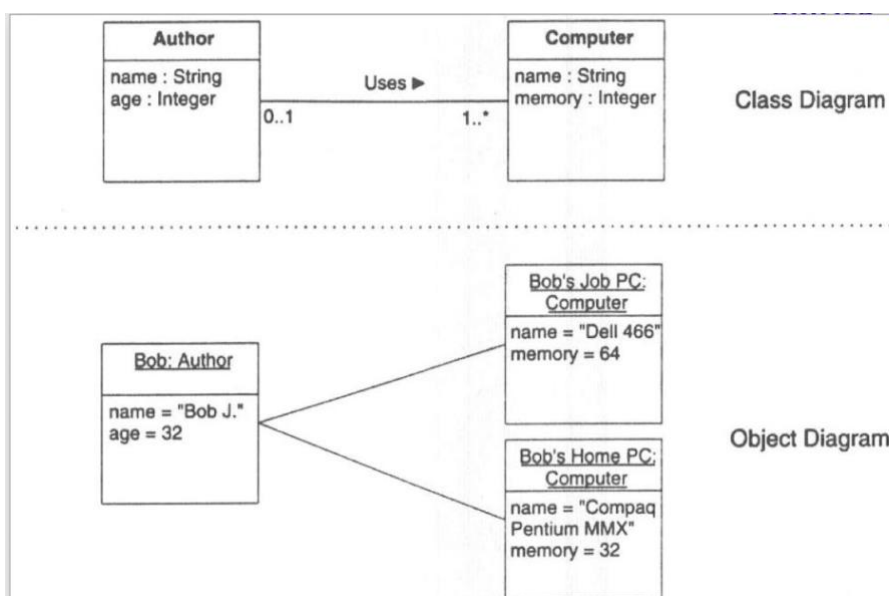 Author
name : String
age : Integer
Uses ►
0..1
1..*
Computer
name : String
memory : Integer
Class Diagram
Bob: Author
name = "Bob J."
age = 32
Bob's Job PC:
Computer
name = "Dell 466"
memory = 64
Bob's Home PC:
Computer
name = "Compaq
Pentium MMX"
memory = 32
Object Diagram